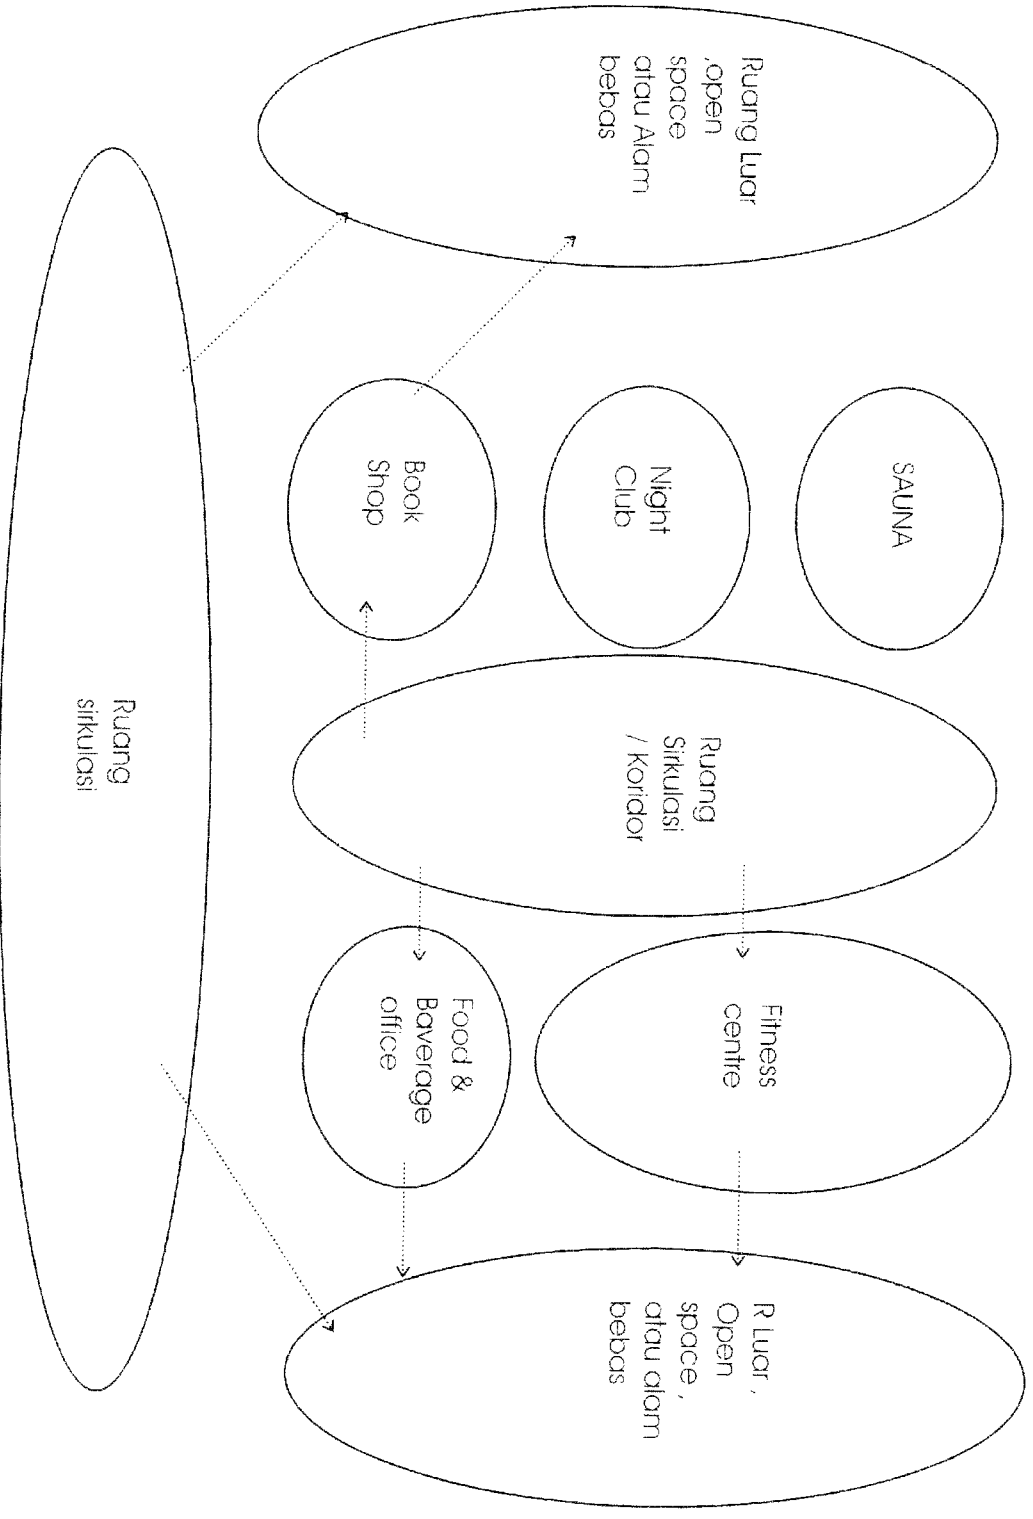 Ruang Luar
,open
space
atau Alam
bebas
SAUNA
Night
Club
Book
Shop
Ruang
Sirkulasi
/ Koridor
Fitness
centre
Food &
Baverage
office
R Luar ,
Open
space ,
atau alam
bebas
Ruang
sirkulasi